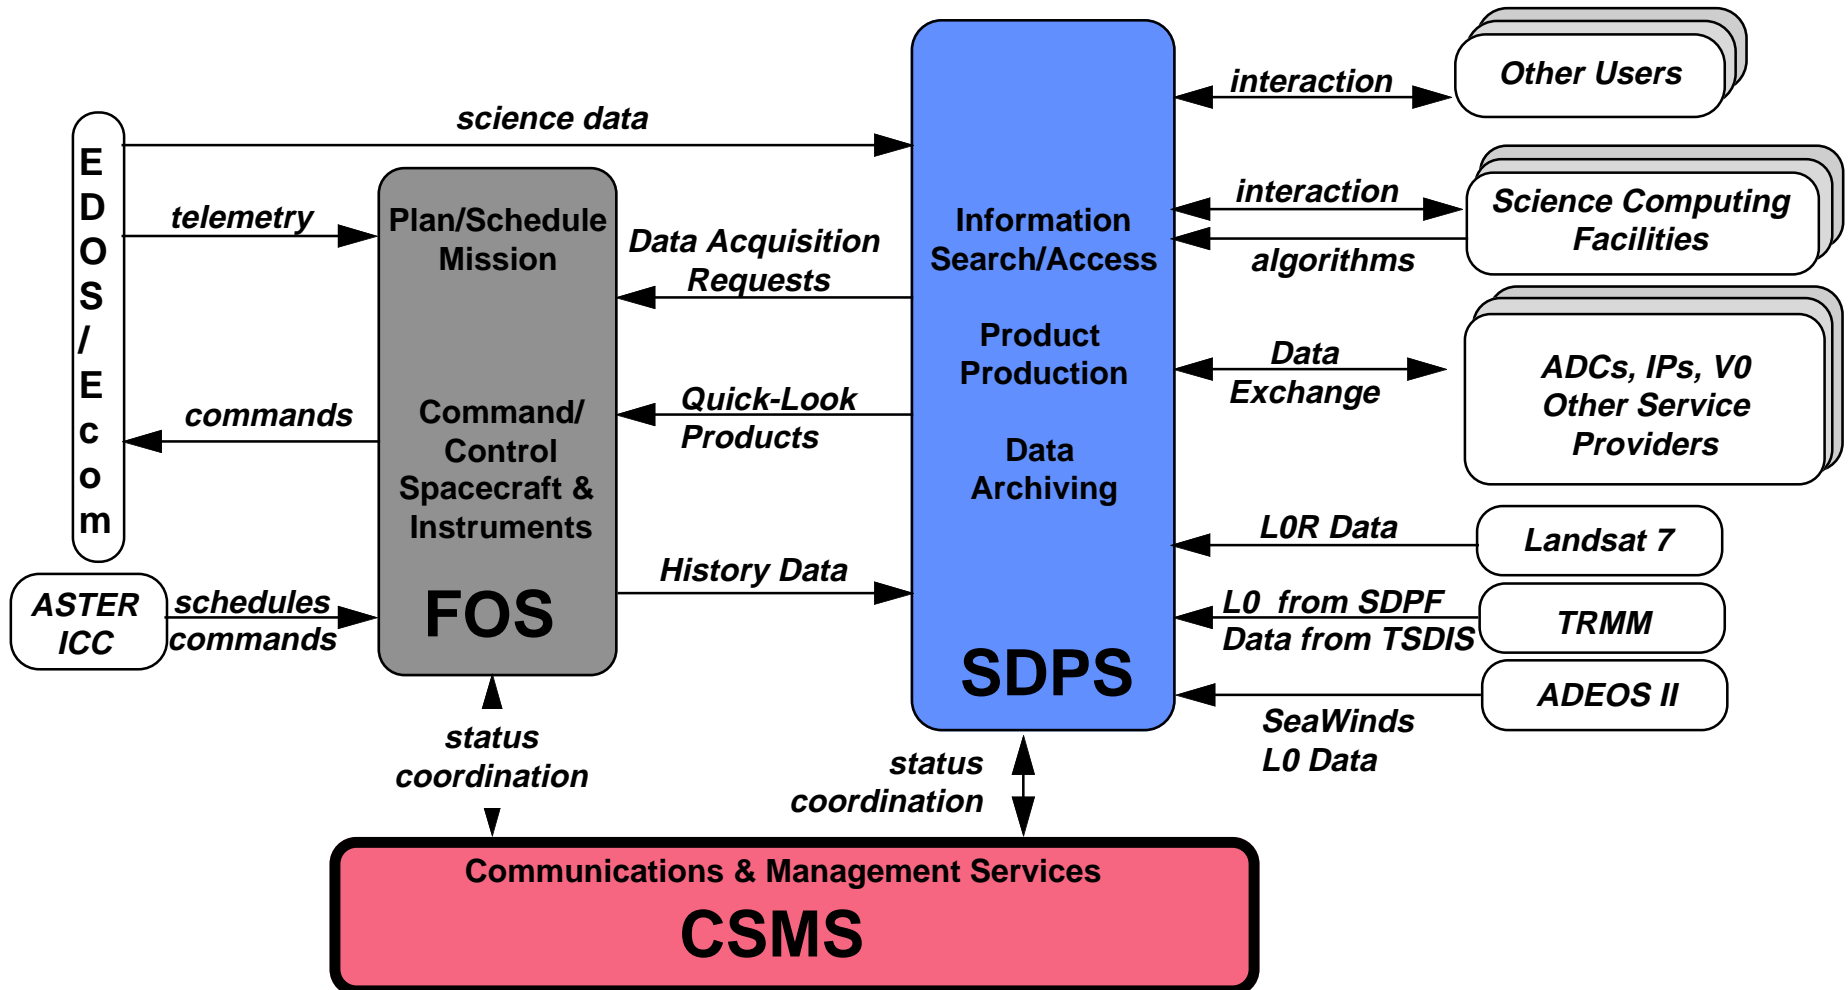 EDOS/Ecom
ASTER
ICC
science data
telemetry
commands
schedules
commands
Plan/Schedule
Mission
Command/
Control
Spacecraft &
Instruments
FOS
Data Acquisition
Requests
Quick-Look
Products
History Data
Information
Search/Access
Product
Production
Data
Archiving
SDPS
interaction
Other Users
interaction
algorithms
Science Computing
Facilities
Data
Exchange
ADCs, IPs, V0
Other Service
Providers
L0R Data
Landsat 7
L0 from SDPF
Data from TSDIS
TRMM
SeaWinds
L0 Data
ADEOS II
status
coordination
status
coordination
Communications & Management Services
CSMS